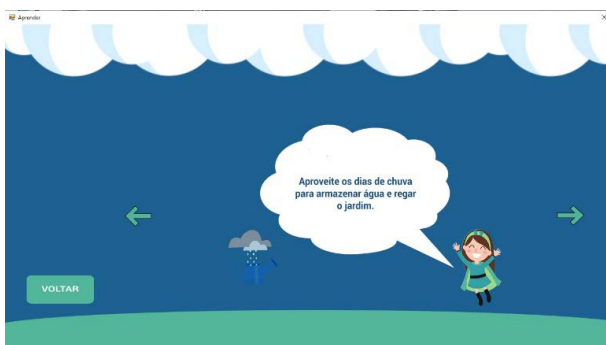 Aprender
Aproveite os dias de chuva
para armazenar água e regar
o jardim.
VOLTAR